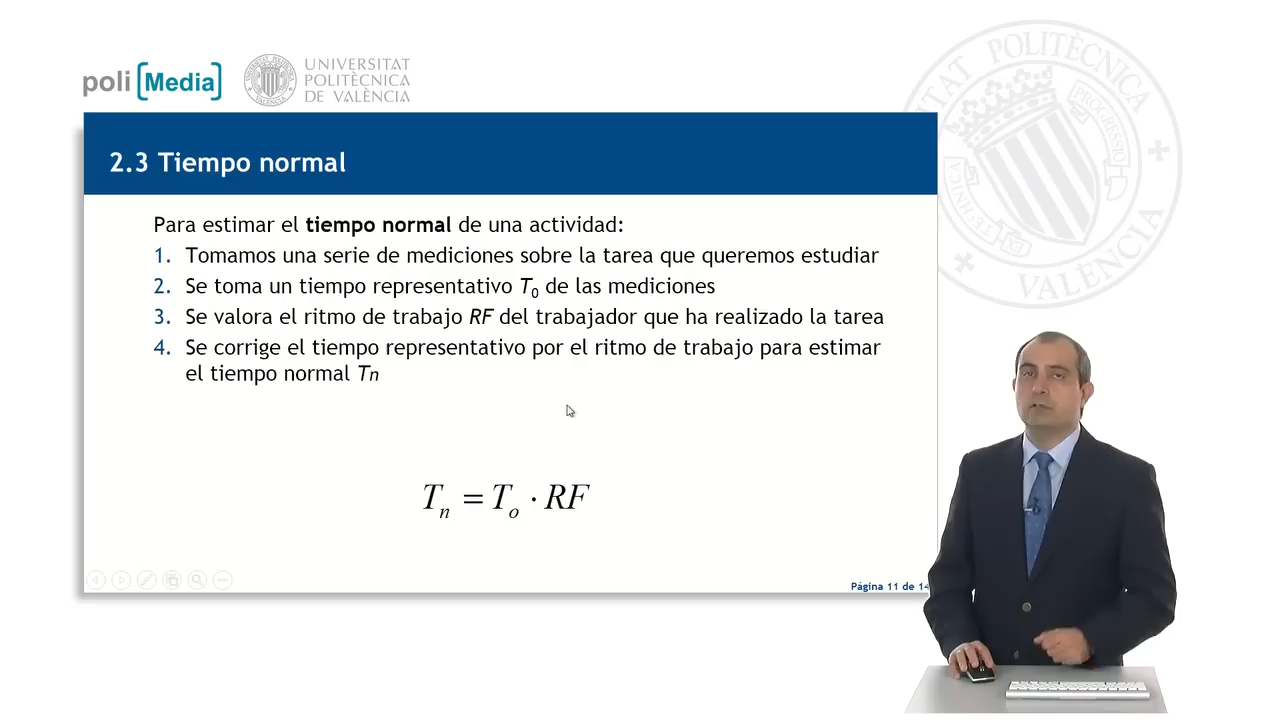 poli [Media]
UNIVERSITAT
POLITÈCNICA
DE VALÈNCIA
POLITÈCNICA
VALÈNCIA
2.3 Tiempo normal
Para estimar el tiempo normal de una actividad:
1. Tomamos una serie de mediciones sobre la tarea que queremos estudiar
2. Se toma un tiempo representativo T0 de las mediciones
3. Se valora el ritmo de trabajo RF del trabajador que ha realizado la tarea
4. Se corrige el tiempo representativo por el ritmo de trabajo para estimar
el tiempo normal Tn
Tn = To · RF
Página 11 de 14